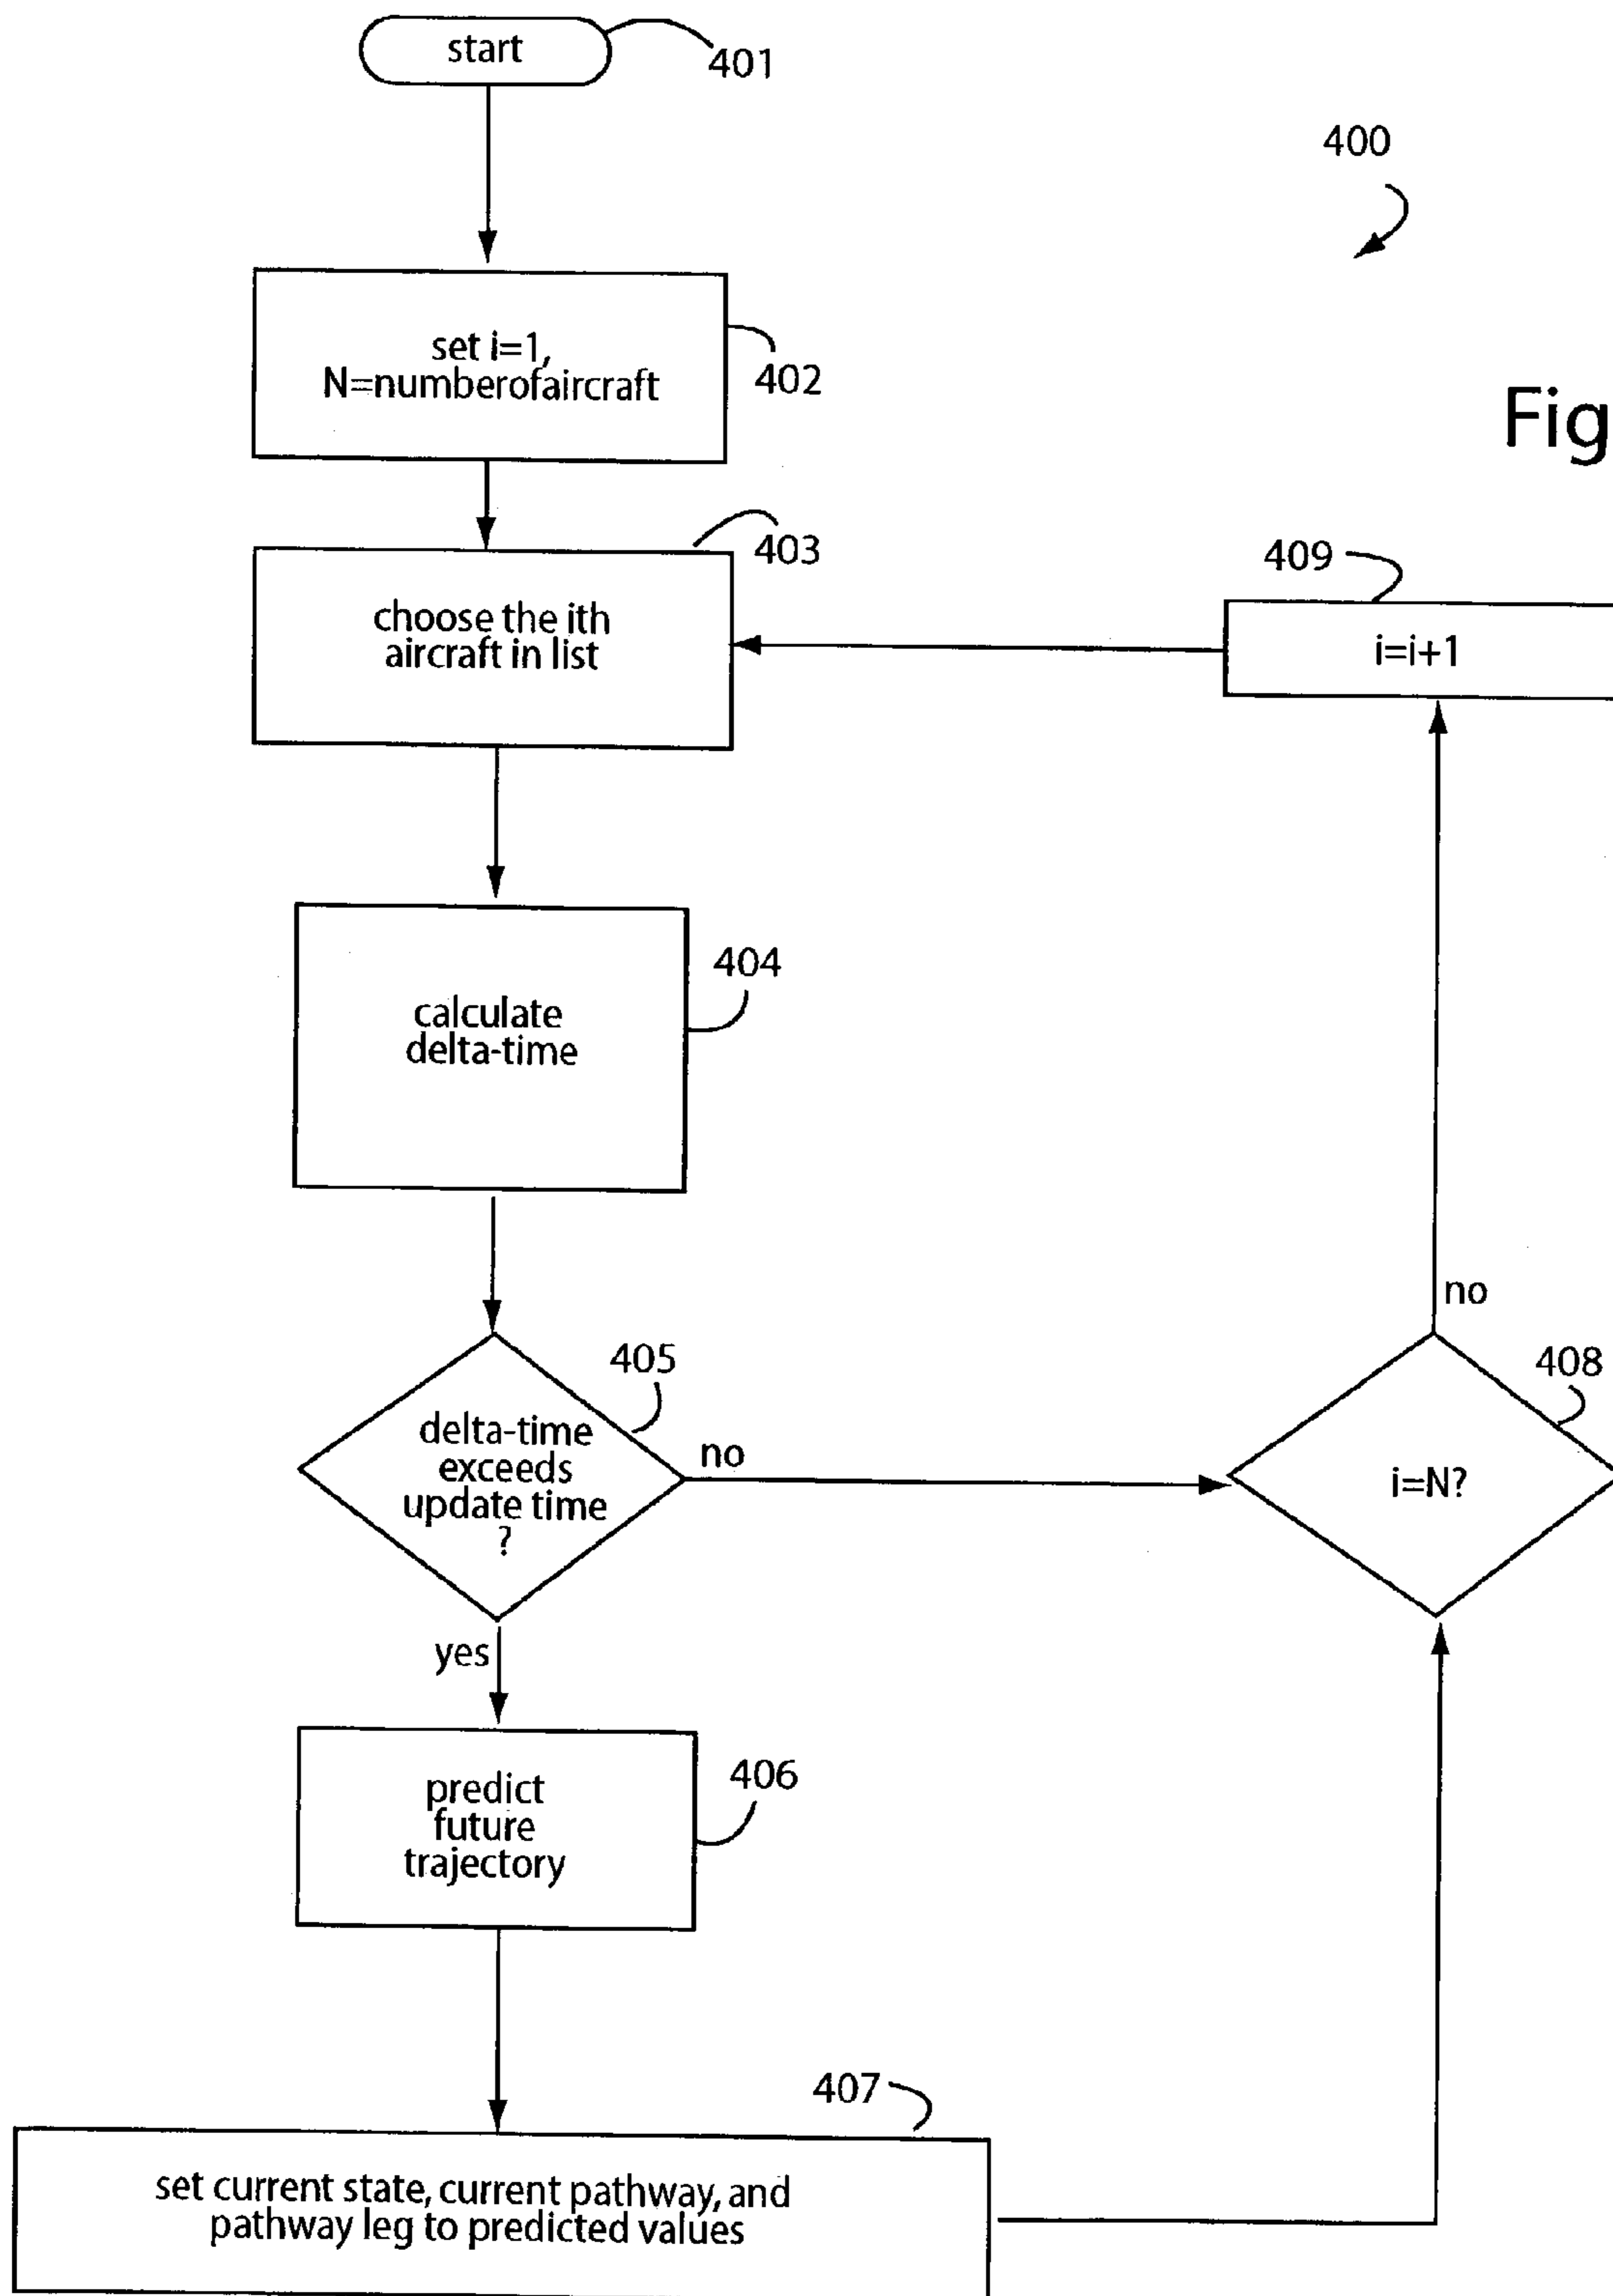 start
401
400
set i=1,
N=numberofaircraft
402
Fig
403
choose the ith
aircraft in list
409
i=i+1
404
calculate
delta-time
no
405
408
delta-time
exceeds
update time
?
no
i=N?
yes
406
predict
future
trajectory
407
set current state, current pathway, and
pathway leg to predicted values